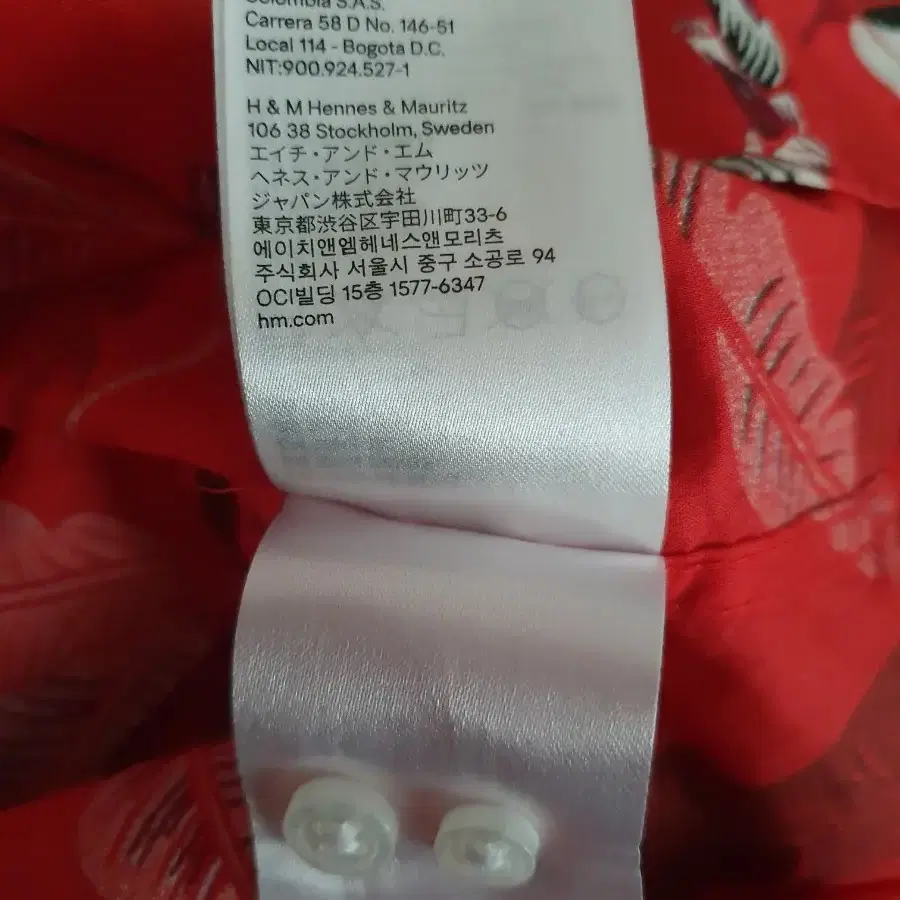 Colombia S.A.S.
Carrera 58 D No. 146-51
Local 114 - Bogota D.C.
NIT:900.924.527-1
H & M Hennes & Mauritz
106 38 Stockholm, Sweden
エイチ・アンド・エム
ヘネス・アンド・マウリッツ
ジャパン株式会社
東京都渋谷区宇田川町33-6
에이치앤엠헤네스앤모리츠
주식회사 서울시 중구 소공로 94
OCI빌딩 15층 1577-6347
hm.com